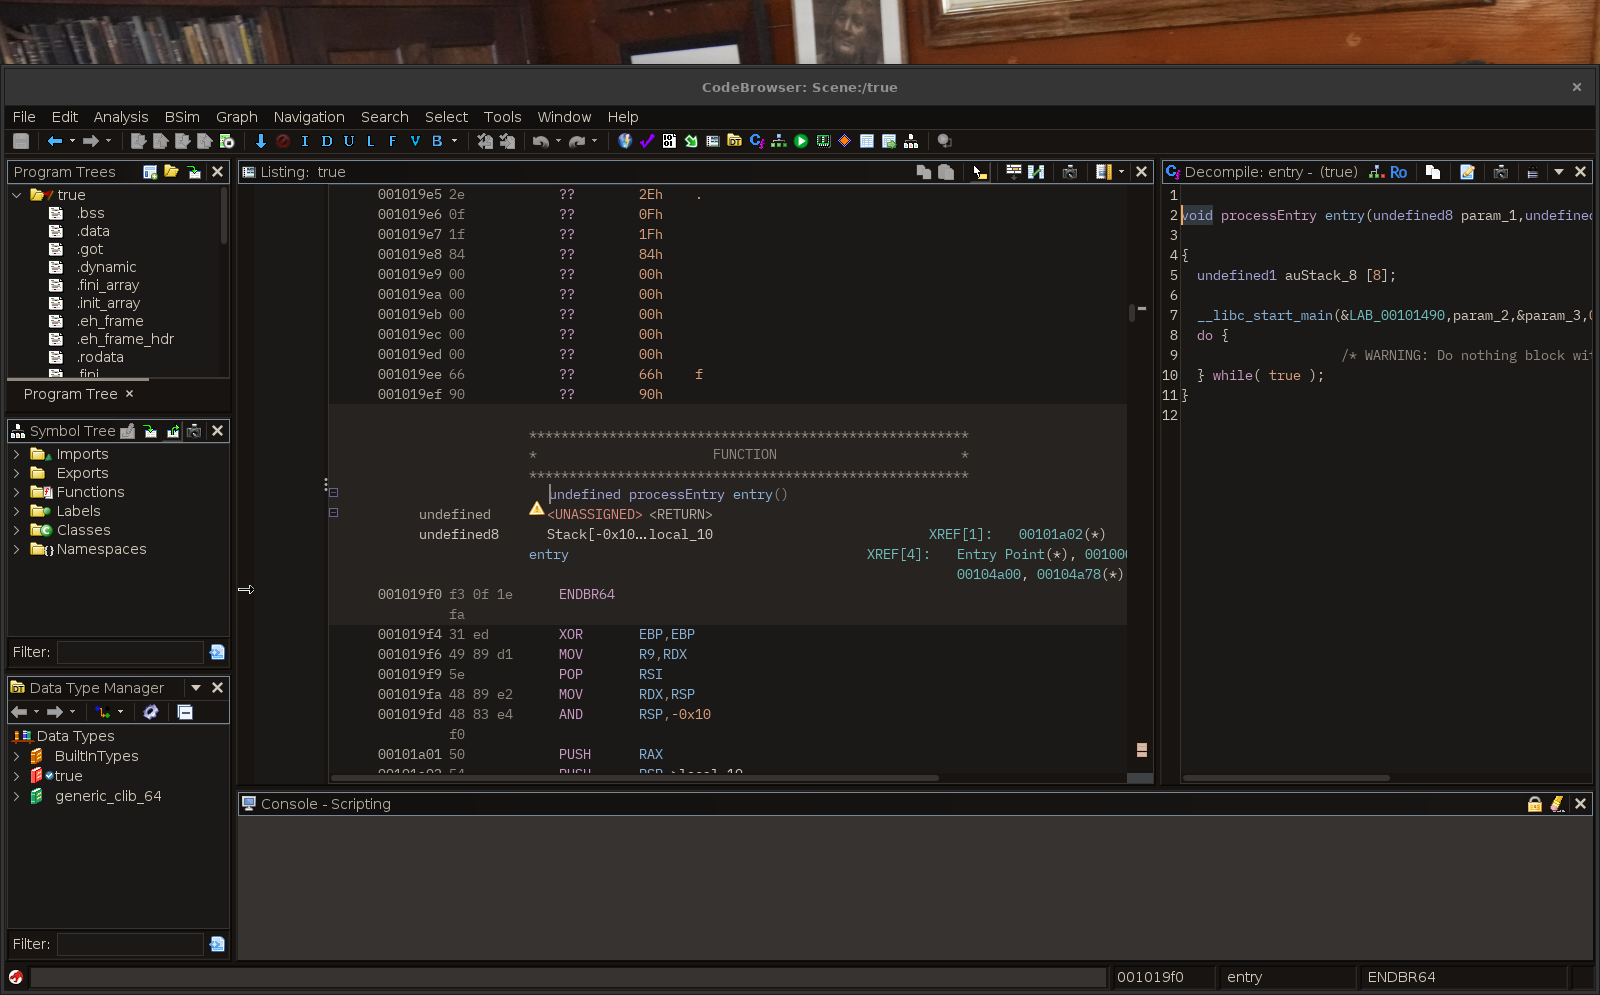 CodeBrowser: Scene:/true
File Edit Analysis BSim Graph Navigation Search Select Tools Window Help
I D U L F V B
Program Trees
true
.bss
.data
.got
.dynamic
.fini_array
.init_array
.eh_frame
.eh_frame_hdr
.rodata
.fini
Program Tree ×
Symbol Tree
Imports
Exports
Functions
Labels
Classes
Namespaces
Filter:
Data Type Manager
Data Types
BuiltInTypes
true
generic_clib_64
Filter:
Listing: true
001019e5 2e ?? 2Eh .
001019e6 0f ?? 0Fh
001019e7 1f ?? 1Fh
001019e8 84 ?? 84h
001019e9 00 ?? 00h
001019ea 00 ?? 00h
001019eb 00 ?? 00h
001019ec 00 ?? 00h
001019ed 00 ?? 00h
001019ee 66 ?? 66h f
001019ef 90 ?? 90h
*******************************************************
* FUNCTION *
*******************************************************
undefined processEntry entry()
undefined <UNASSIGNED> <RETURN>
undefined8 Stack[-0x10...local_10 XREF[1]: 00101a02(*)
entry XREF[4]: Entry Point(*), 001000
00104a00, 00104a78(*)
001019f0 f3 0f 1e ENDBR64
fa
001019f4 31 ed XOR EBP,EBP
001019f6 49 89 d1 MOV R9,RDX
001019f9 5e POP RSI
001019fa 48 89 e2 MOV RDX,RSP
001019fd 48 83 e4 AND RSP,-0x10
f0
00101a01 50 PUSH RAX
00101a02 54 PUSH RSP=>local_10
Decompile: entry - (true) Ro
1
2 void processEntry entry(undefined8 param_1,undefined
3
4 {
5 undefined1 auStack_8 [8];
6
7 __libc_start_main(&LAB_00101490,param_2,&param_3,0
8 do {
9 /* WARNING: Do nothing block wit
10 } while( true );
11 }
12
Console - Scripting
001019f0 entry ENDBR64